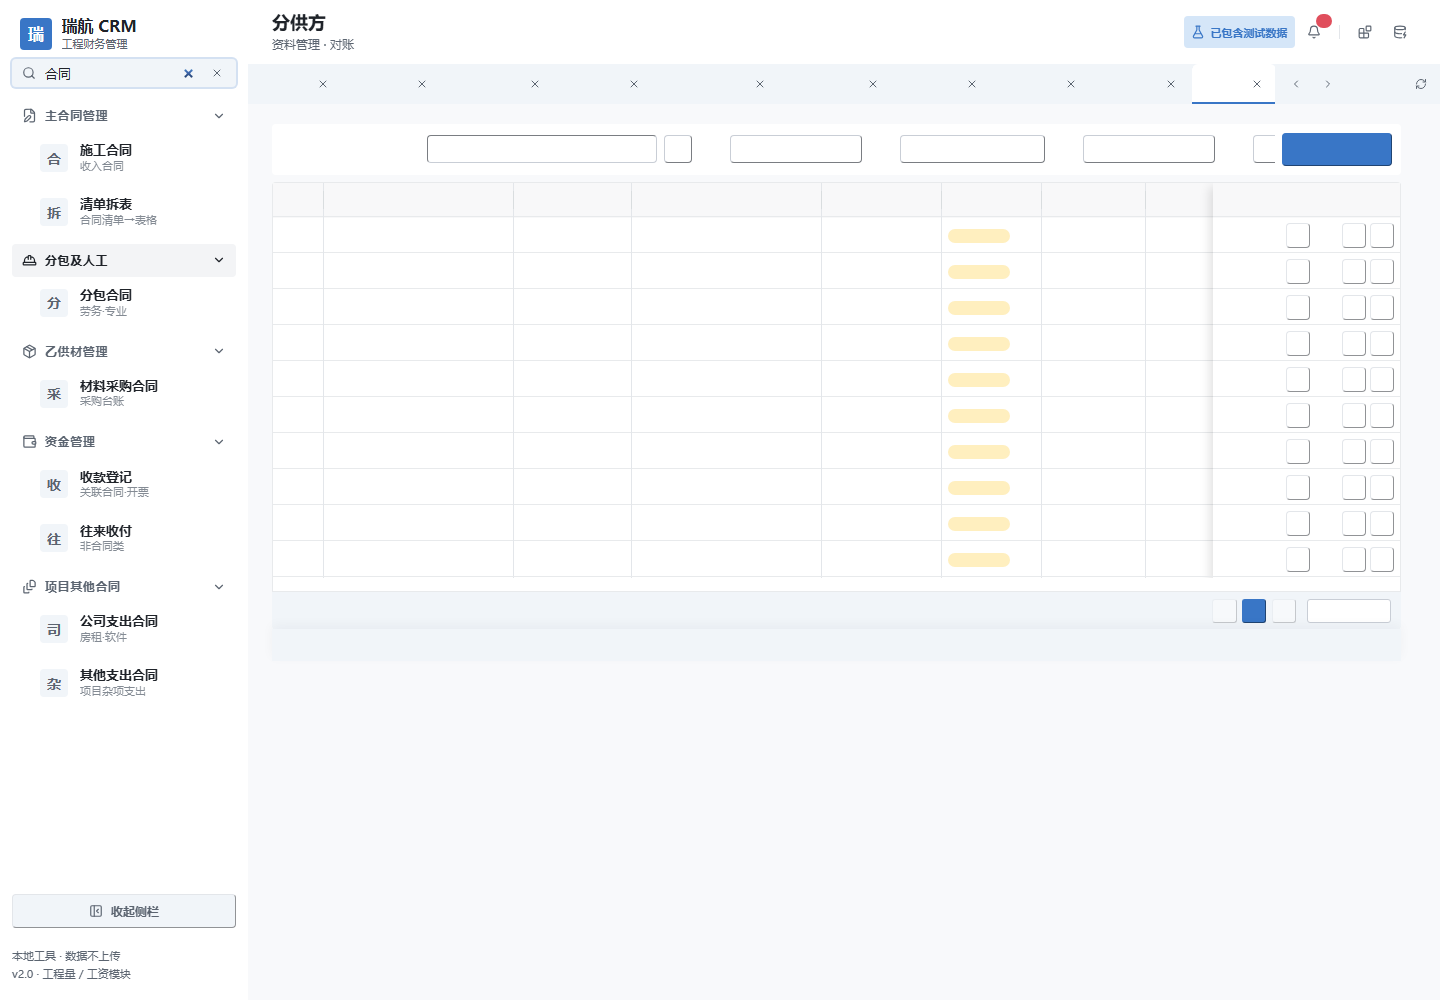 瑞
瑞航 CRM
工程财务管理
合同
主合同管理
合
施工合同
收入合同
拆
清单拆表
合同清单→表格
分包及人工
分
分包合同
劳务·专业
乙供材管理
采
材料采购合同
采购台账
资金管理
收
收款登记
关联合同·开票
往
往来收付
非合同类
项目其他合同
司
公司支出合同
房租·软件
杂
其他支出合同
项目杂项支出
收起侧栏
本地工具 · 数据不上传
v2.0 · 工程量 / 工资模块
分供方
资料管理 · 对账
已包含测试数据